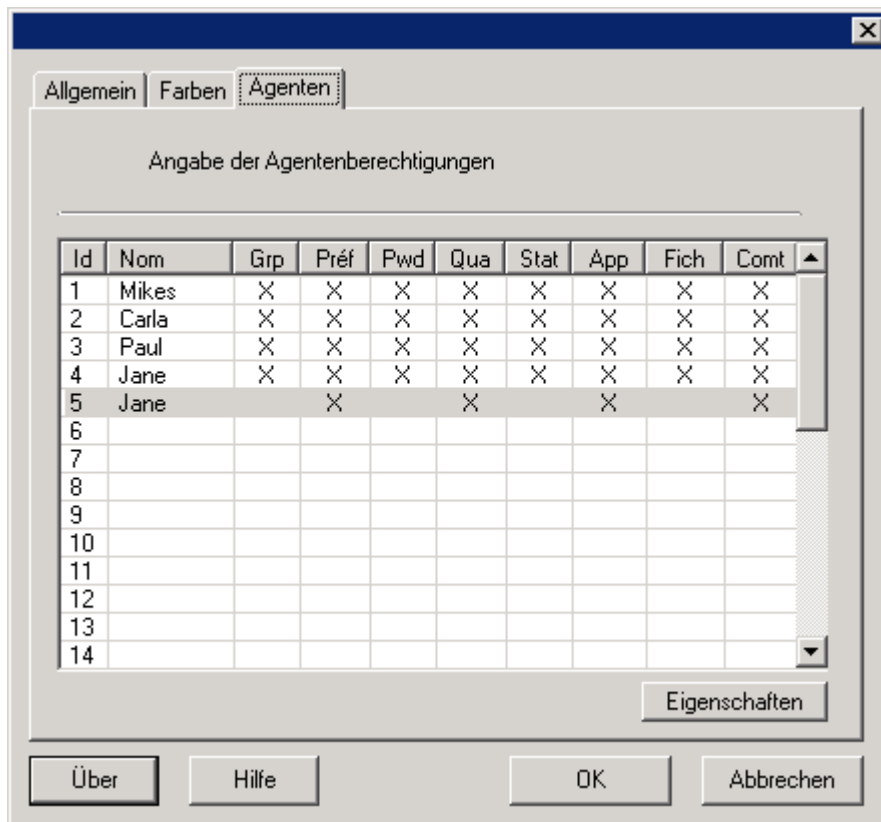 Allgemein Farben Agenten
Angabe der Agentenberechtigungen
Id Nom Grp Préf Pwd Qua Stat App Fich Comt
1 Mikes X X X X X X X X
2 Carla X X X X X X X X
3 Paul X X X X X X X X
4 Jane X X X X X X X X
5 Jane X X X X
6
7
8
9
10
11
12
13
14
Eigenschaften
Über Hilfe OK Abbrechen